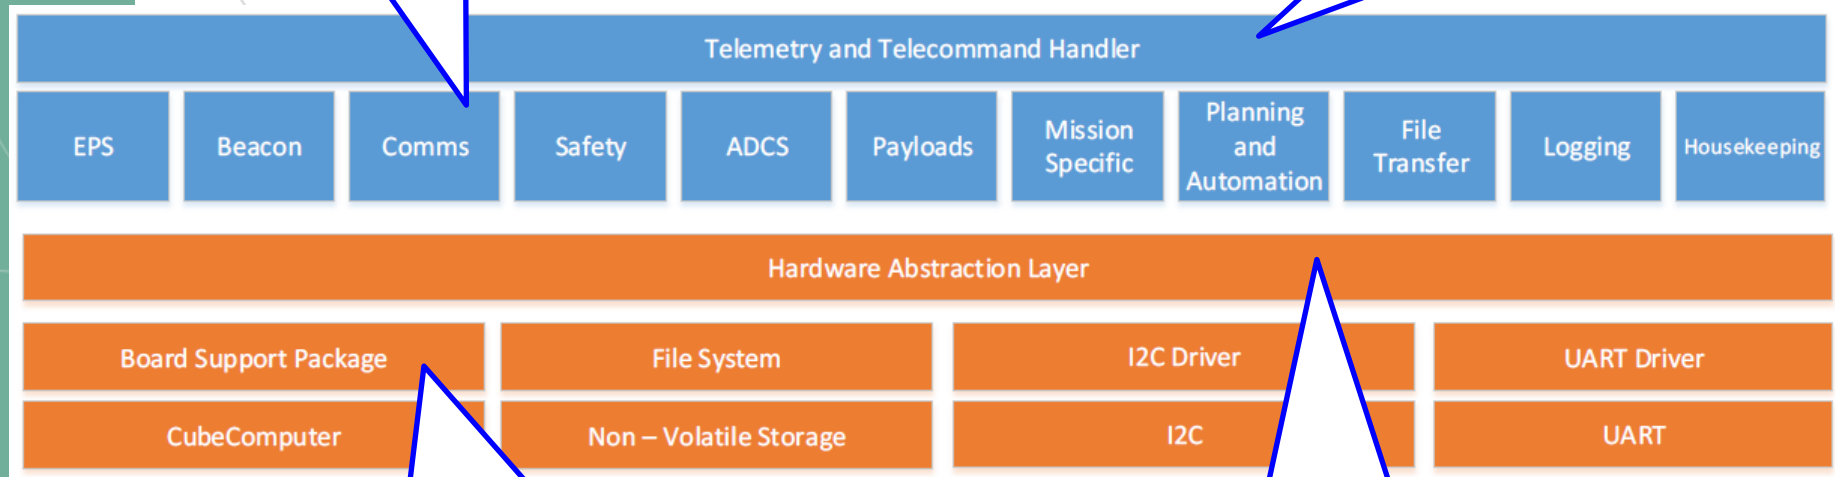 Telemetry and Telecommand Handler
EPS
Beacon
Comms
Safety
ADCS
Payloads
Mission
Specific
Planning
and
Automation
File
Transfer
Logging
Housekeeping
Hardware Abstraction Layer
Board Support Package
File System
I2C Driver
UART Driver
CubeComputer
Non – Volatile Storage
I2C
UART